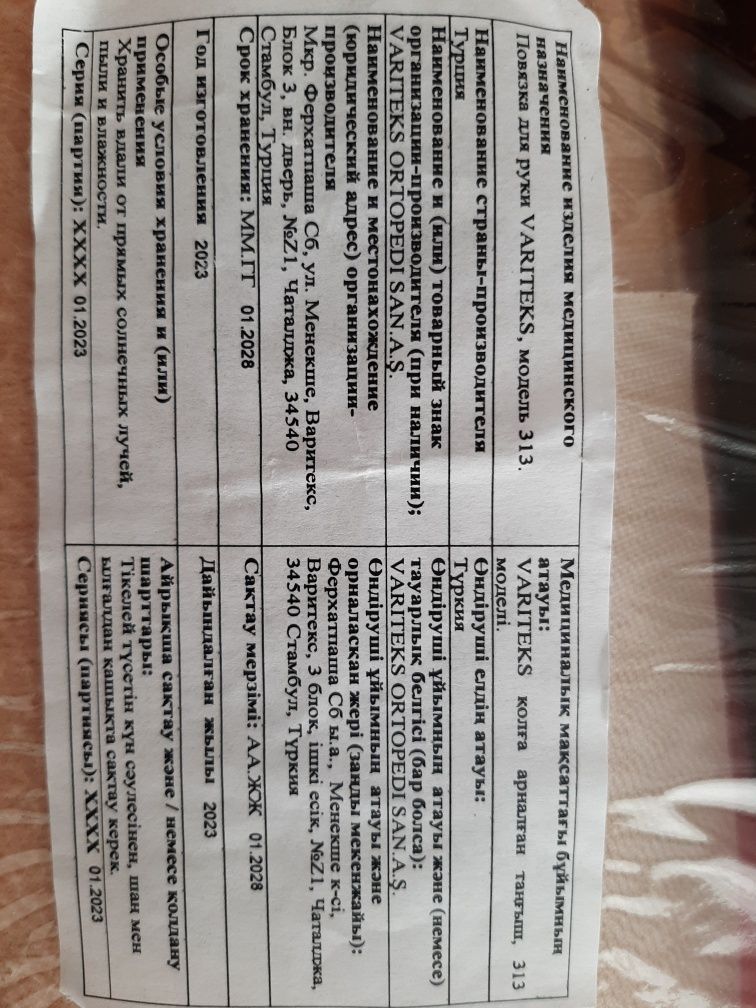 Наименование изделия медицинского
назначения
Повязка для руки VARITEKS, модель 313.
Наименование страны-производителя
Турция
Наименование и (или) товарный знак
организации-производителя (при наличии);
VARITEKS ORTOPEDI SAN. A.Ş.
Наименование и местонахождение
(юридический адрес) организации-
производителя
Мкр. Ферхатпаша Сб, ул. Менекше, Варитекс,
Блок 3, вн. дверь, №Z1, Чаталджа, 34540
Стамбул, Турция
Срок хранения: ММ.ГГ 01.2028
Год изготовления 2023
Особые условия хранения и (или)
применения
Хранить вдали от прямых солнечных лучей,
пыли и влажности.
Серия (партия): XXXX 01.2023
Медициналық мақсаттағы бұйымның
атауы:
VARITEKS қолға арналған таңғыш, 313
моделі.
Өндіруші елдің атауы:
Түркия
Өндіруші ұйымның атауы және (немесе)
тауарлық белгісі (бар болса):
VARITEKS ORTOPEDI SAN. A.Ş.
Өндіруші ұйымның атауы және
орналасқан жері (заңды мекенжайы):
Ферхатпаша Сб ы.а., Менекше к-сі,
Варитекс, 3 блок, ішкі есік, №Z1, Чаталджа,
34540 Стамбул, Түркия
Сақтау мерзімі: АА.ЖЖ 01.2028
Дайындалған жылы 2023
Айрықша сақтау және / немесе қолдану
шарттары:
Тікелей түсетін күн сәулесінен, шаң мен
ылғалдан қашықта сақтау керек.
Сериясы (партиясы): XXXX 01.2023